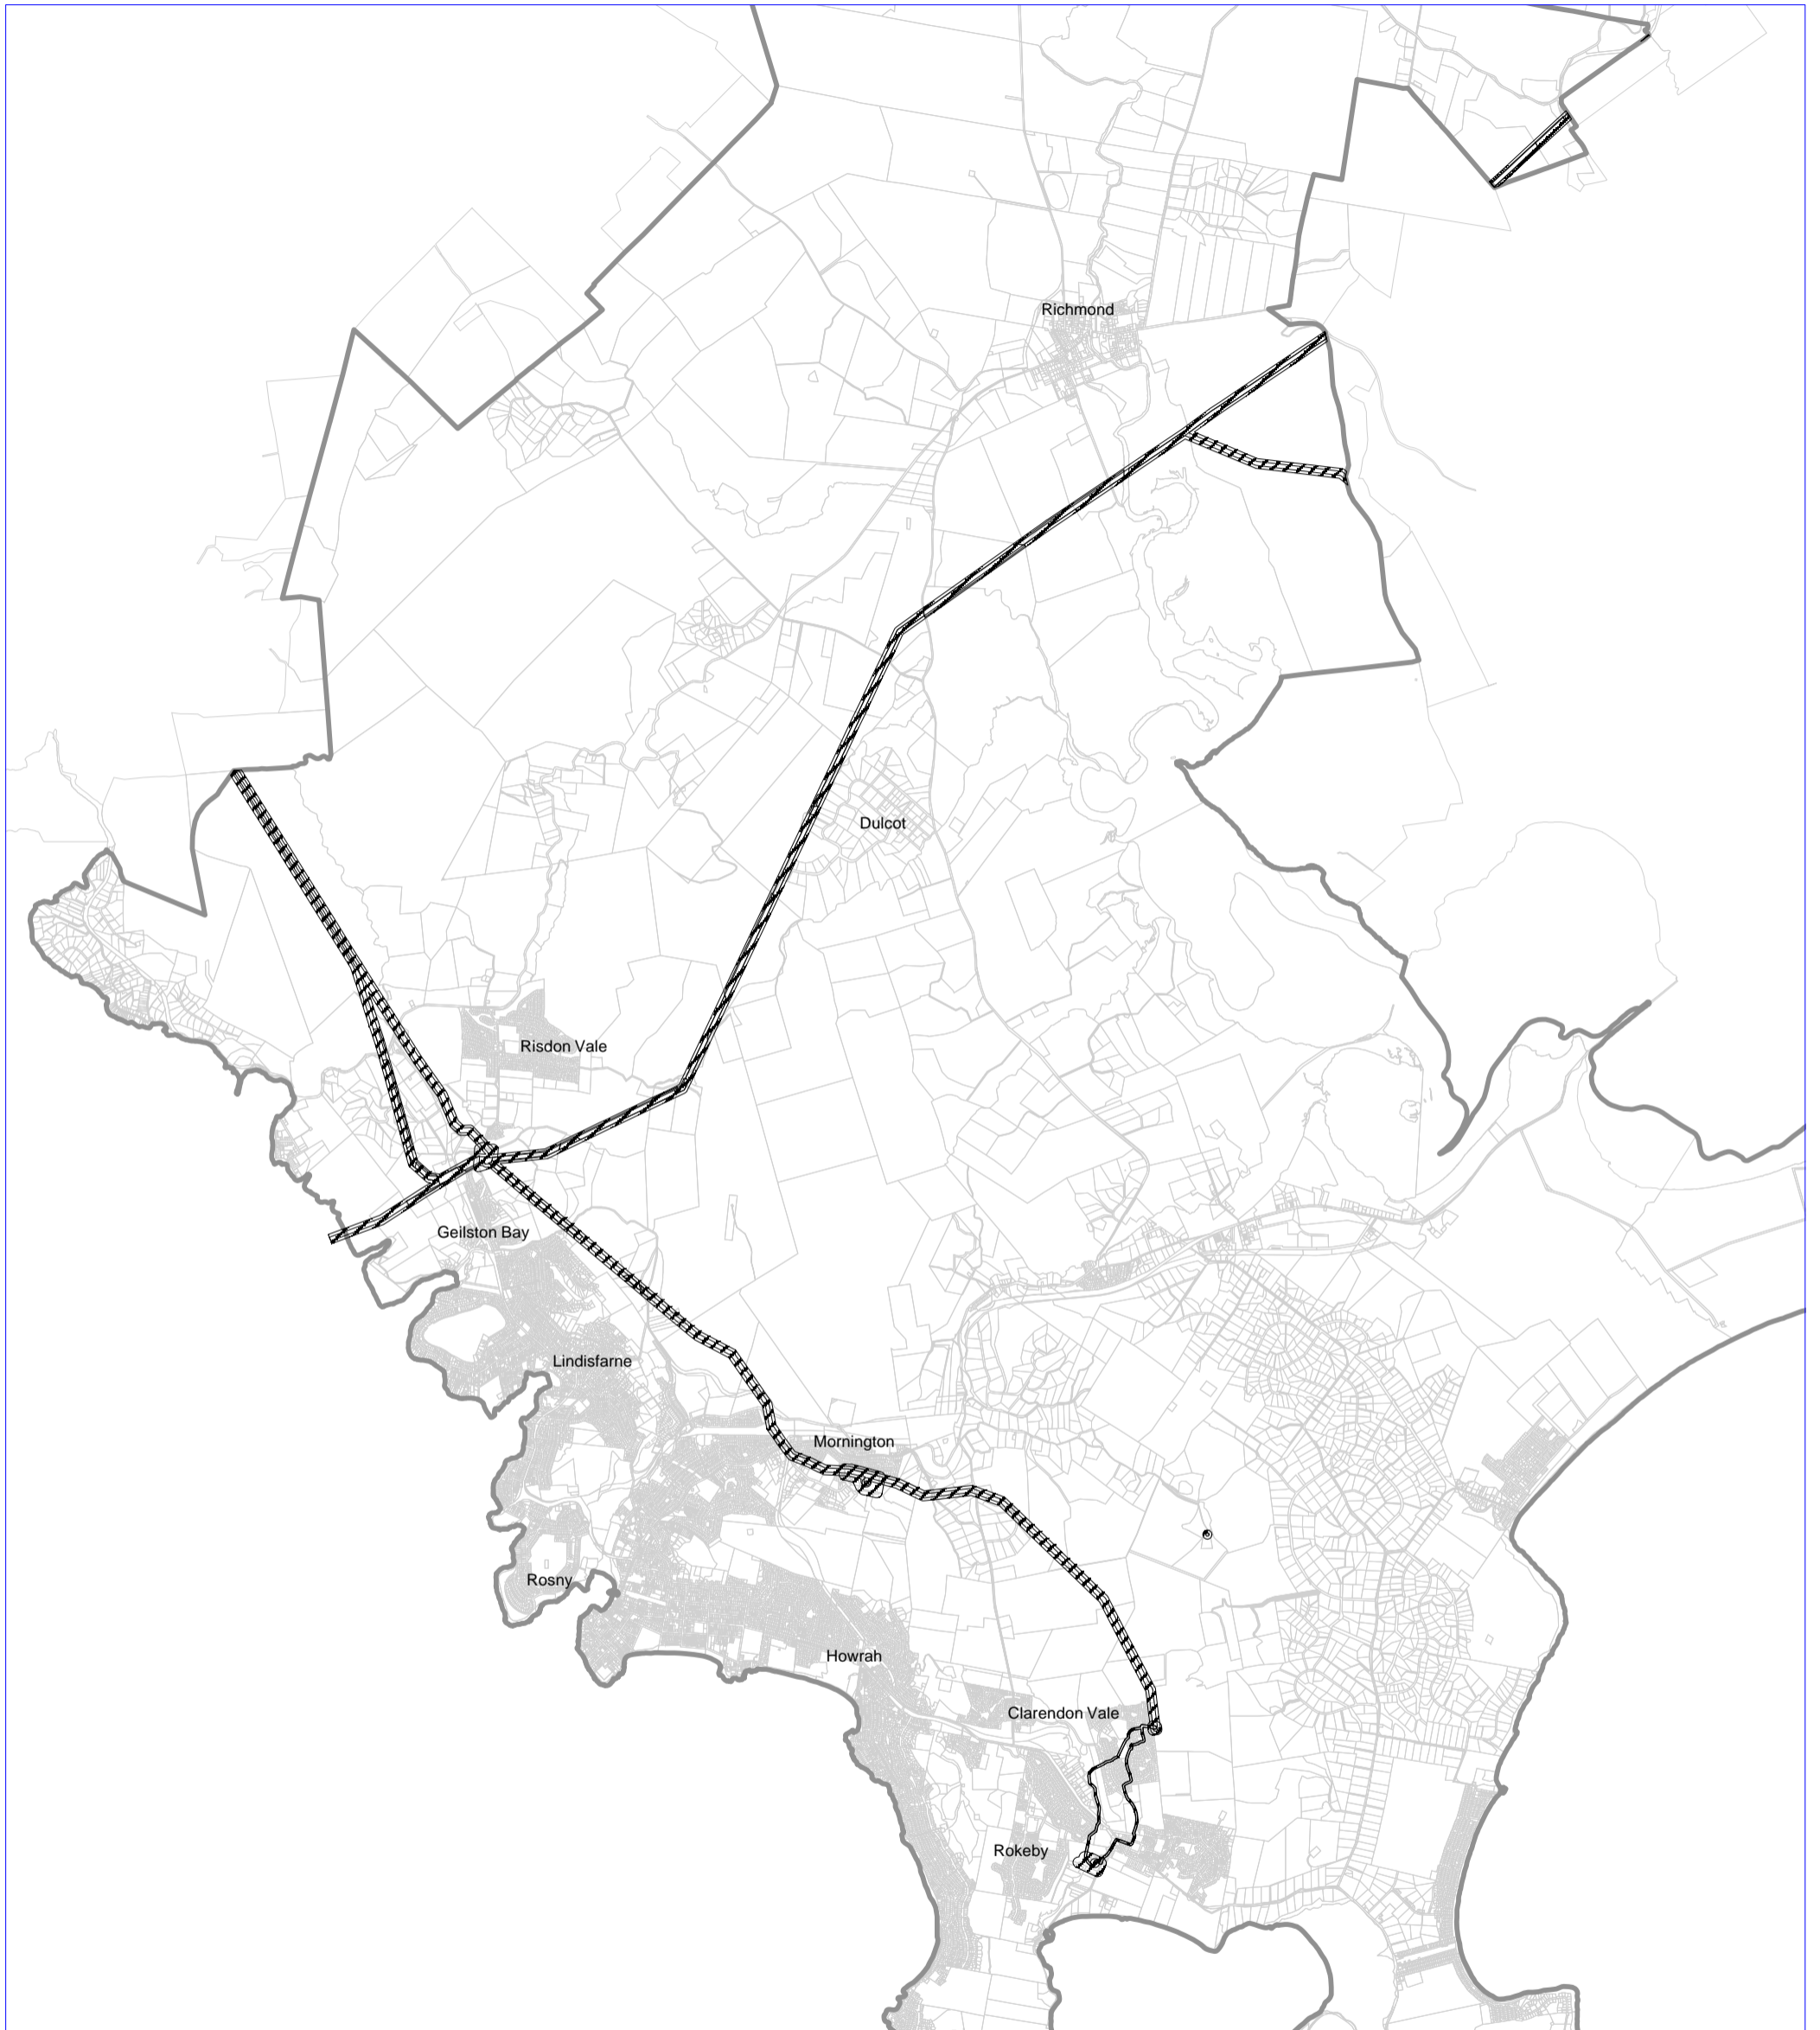 Richmond
Dulcot
Risdon Vale
Geilston Bay
Lindisfarne
Mornington
Rosny
Howrah
Clarendon Vale
Rokeby